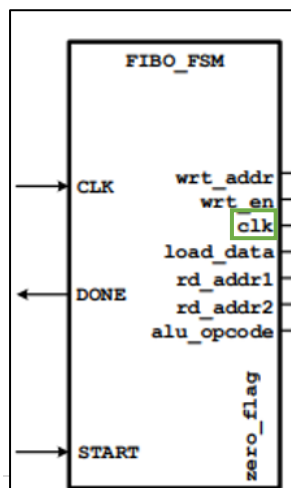 FIBO_FSM
CLK
wrt_addr
wrt_en
clk
load_data
rd_addr1
DONE
rd_addr2
alu_opcode
zero_flag
START